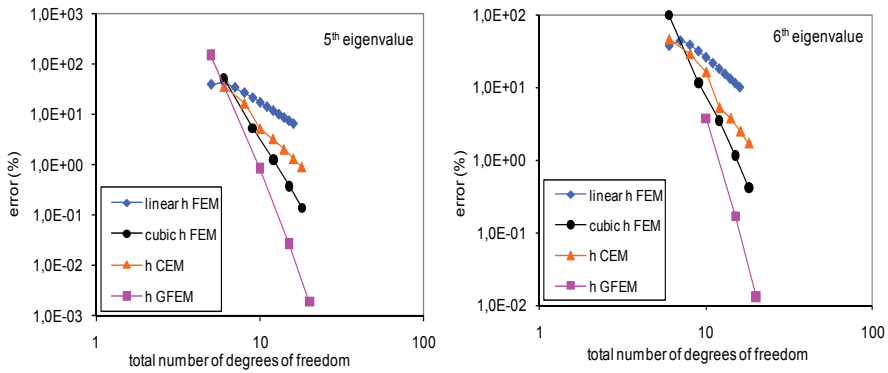 5th eigenvalue
1,0E+03
1,0E+02
1,0E+01
1,0E+00
1,0E-01
1,0E-02
1,0E-03
error (%)
linear h FEM
cubic h FEM
h CEM
h GFEM
1
10
100
total number of degrees of freedom
6th eigenvalue
1,0E+02
1,0E+01
1,0E+00
1,0E-01
1,0E-02
error (%)
linear h FEM
cubic h FEM
h CEM
h GFEM
1
10
100
total number of degrees of freedom